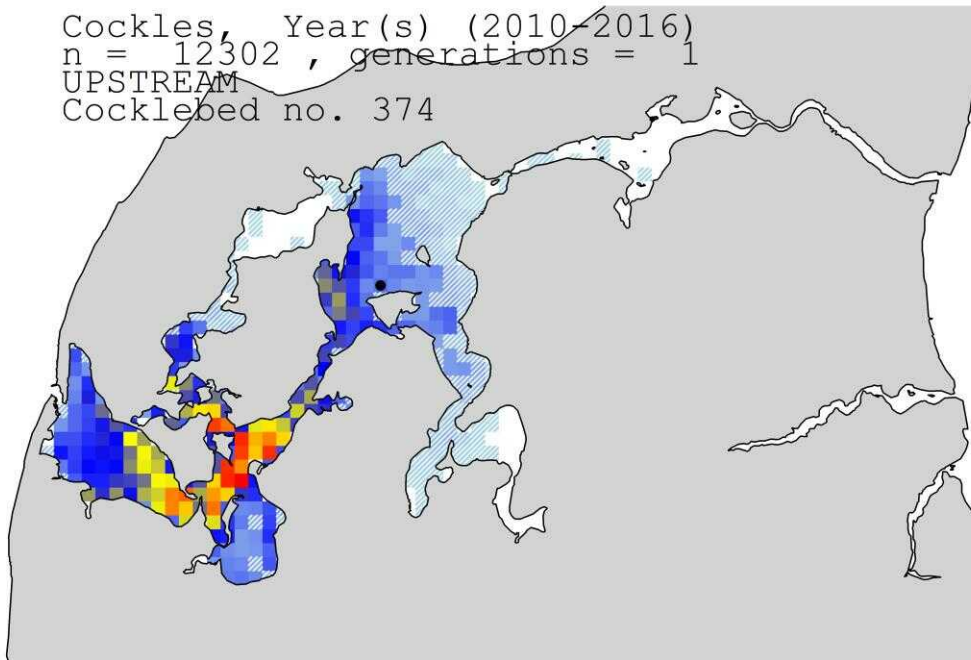 Cockles, Year(s) (2010-2016)
n = 12302 , generations = 1
UPSTREAM
Cocklebed no. 374